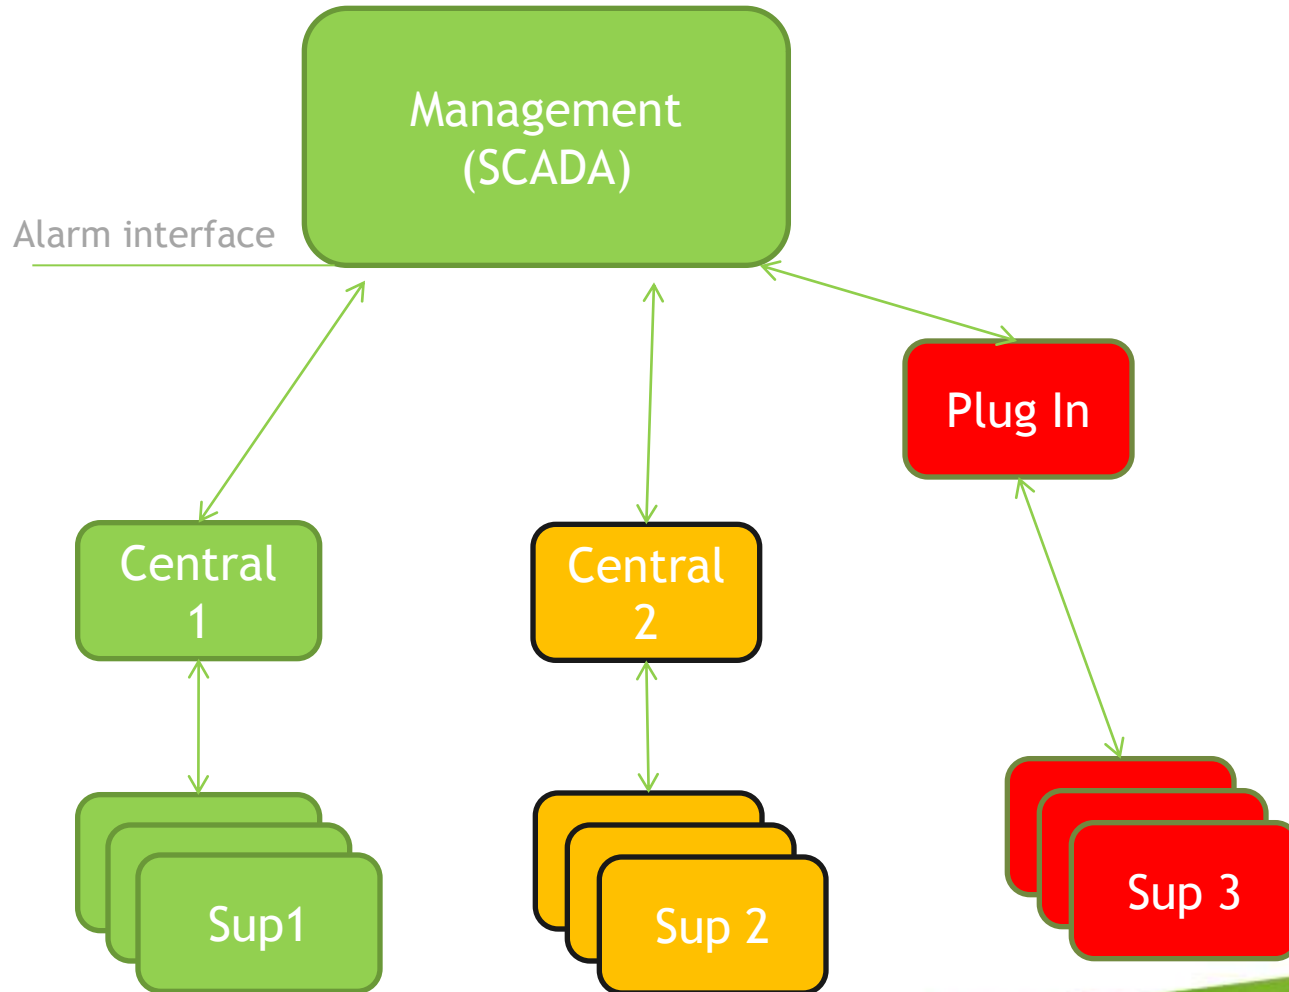 Management
(SCADA)
Alarm interface
Plug In
Central
1
Central
2
Sup1
Sup 2
Sup 3